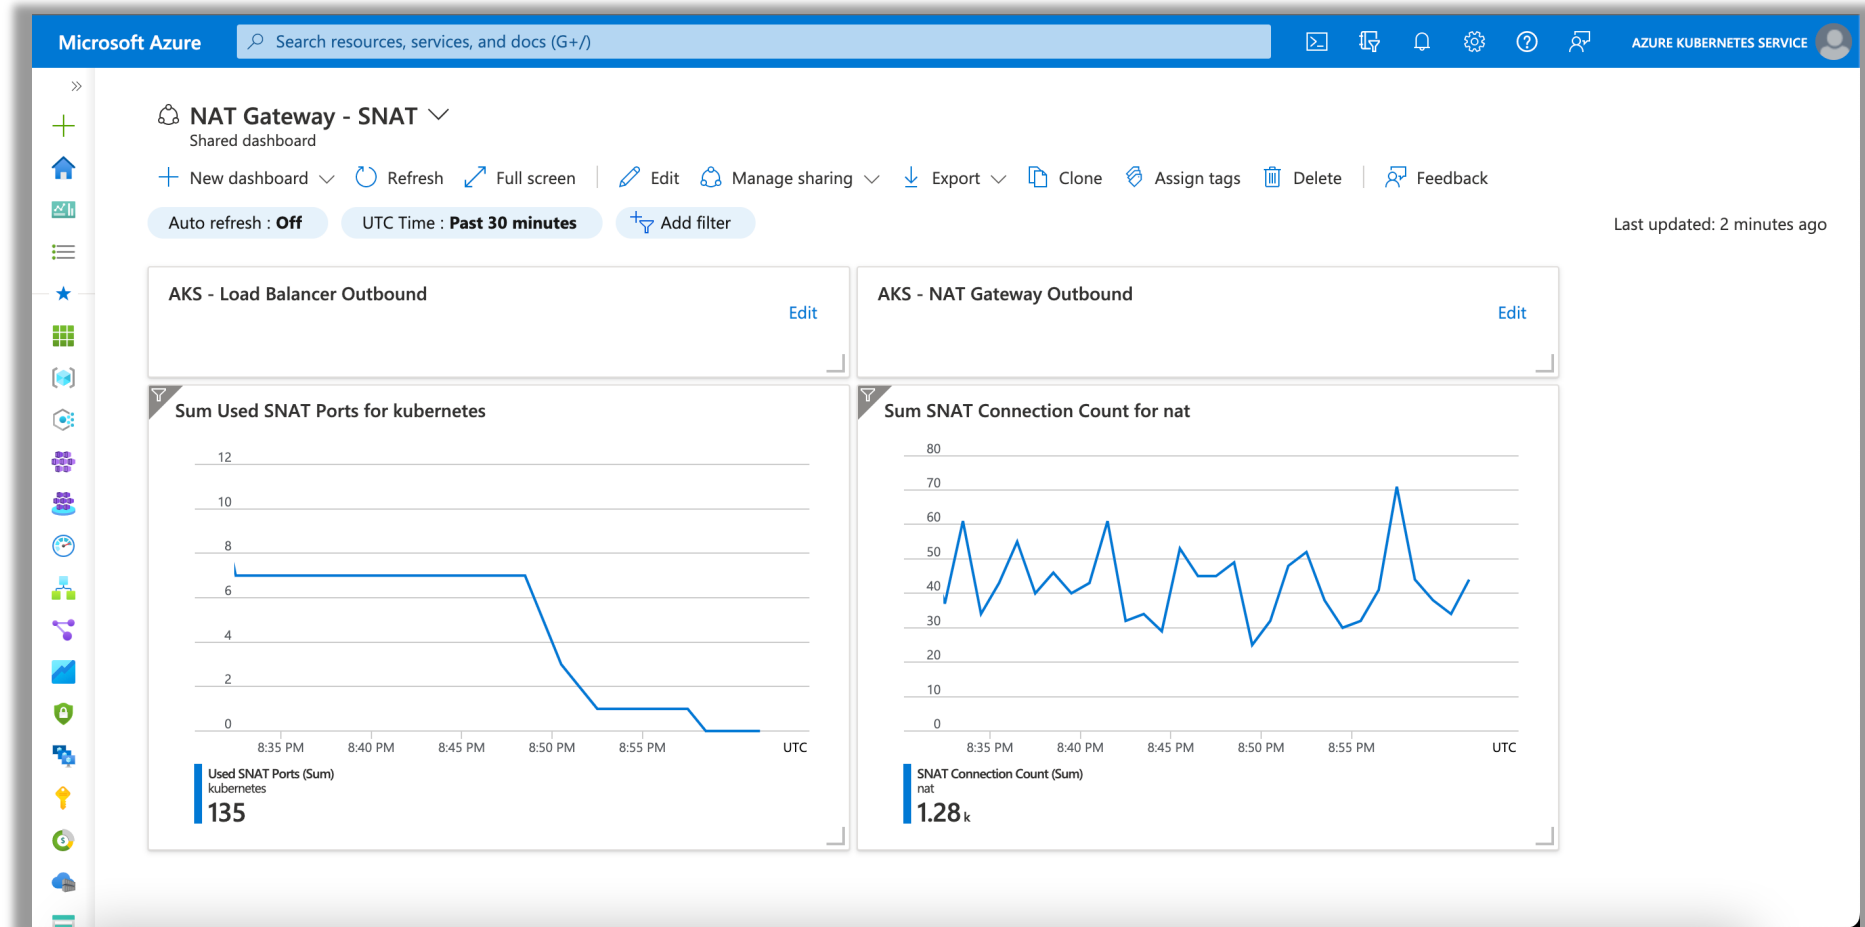 Microsoft Azure
Search resources, services, and docs (G+/)
AZURE KUBERNETES SERVICE
NAT Gateway - SNAT
Shared dashboard
New dashboard
Refresh
Full screen
Edit
Manage sharing
Export
Clone
Assign tags
Delete
Feedback
Auto refresh : Off
UTC Time : Past 30 minutes
Add filter
Last updated: 2 minutes ago
AKS - Load Balancer Outbound
Edit
AKS - NAT Gateway Outbound
Edit
Sum Used SNAT Ports for kubernetes
12
10
8
6
4
2
0
8:35 PM 8:40 PM 8:45 PM 8:50 PM 8:55 PM UTC
Used SNAT Ports (Sum)
kubernetes
135
Sum SNAT Connection Count for nat
80
70
60
50
40
30
20
10
0
8:35 PM 8:40 PM 8:45 PM 8:50 PM 8:55 PM UTC
SNAT Connection Count (Sum)
nat
1.28 k